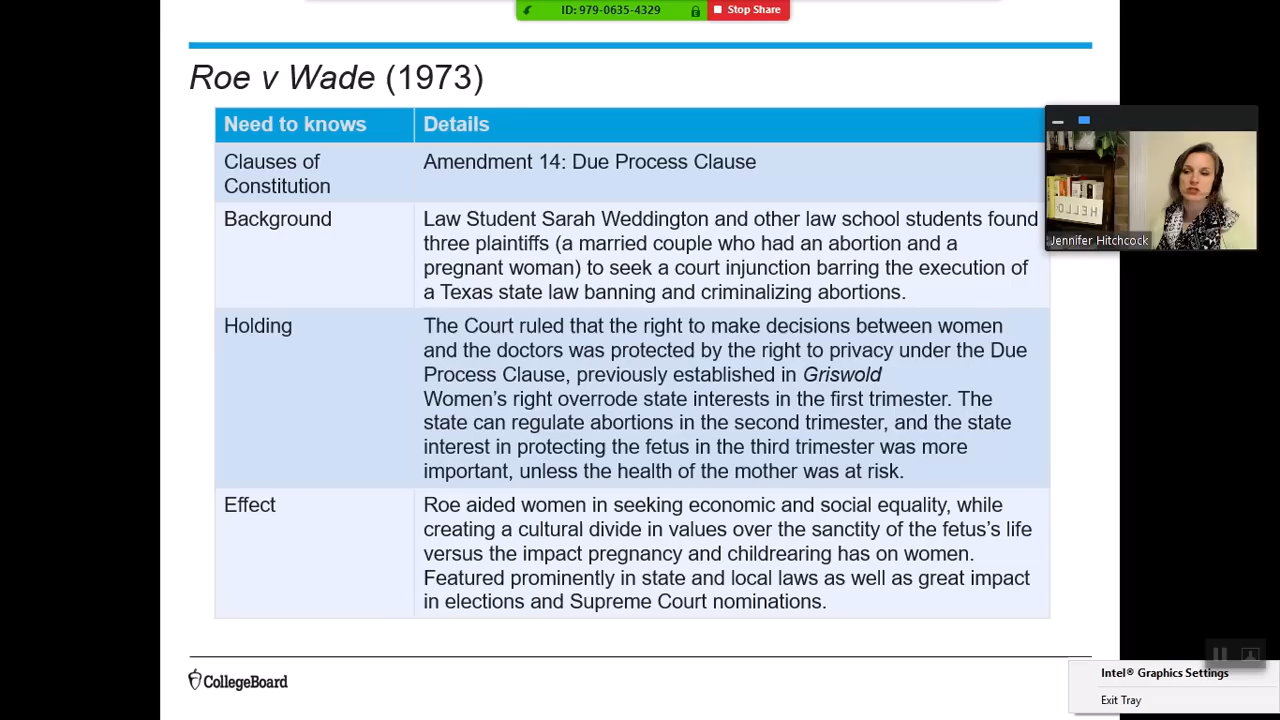 ID: 979-0635-4329
Stop Share
Roe v Wade (1973)
Need to knows
Details
Clauses of
Constitution
Amendment 14: Due Process Clause
Background
Law Student Sarah Weddington and other law school students found
three plaintiffs (a married couple who had an abortion and a
pregnant woman) to seek a court injunction barring the execution of
a Texas state law banning and criminalizing abortions.
Holding
The Court ruled that the right to make decisions between women
and the doctors was protected by the right to privacy under the Due
Process Clause, previously established in Griswold
Women's right overrode state interests in the first trimester. The
state can regulate abortions in the second trimester, and the state
interest in protecting the fetus in the third trimester was more
important, unless the health of the mother was at risk.
Effect
Roe aided women in seeking economic and social equality, while
creating a cultural divide in values over the sanctity of the fetus's life
versus the impact pregnancy and childrearing has on women.
Featured prominently in state and local laws as well as great impact
in elections and Supreme Court nominations.
HELLO
Jennifer Hitchcock
CollegeBoard
Intel® Graphics Settings
Exit Tray